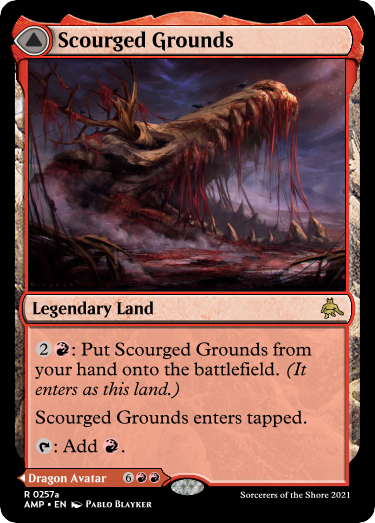 Scourged Grounds
Legendary Land
2 : Put Scourged Grounds from
your hand onto the battlefield. (It
enters as this land.)
Scourged Grounds enters tapped.
: Add .
Dragon Avatar 6
R 0257a
AMP • EN Pablo Blayker
Sorcerers of the Shore 2021